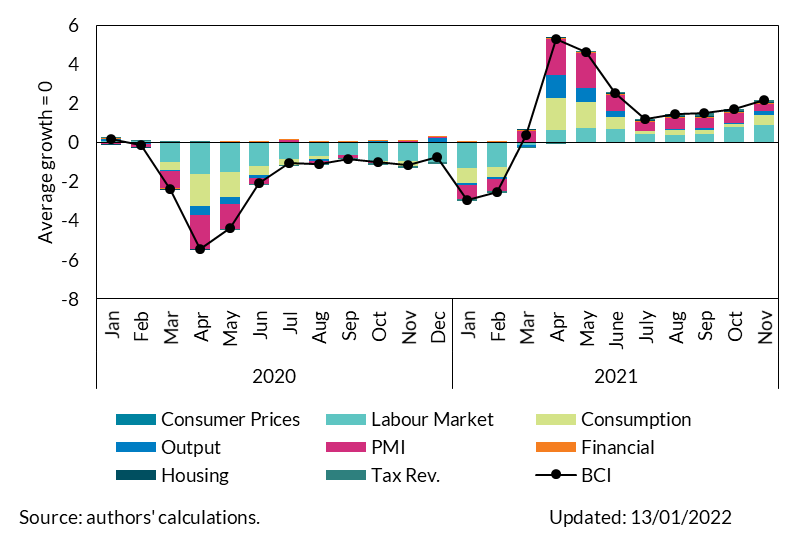 6
4
2
0
-2
-4
-6
-8
Average growth = 0
Jan Feb Mar Apr May Jun Jul Aug Sep Oct Nov Dec Jan Feb Mar Apr May June July Aug Sep Oct Nov
2020 2021
Consumer Prices Labour Market Consumption
Output PMI Financial
Housing Tax Rev. BCI
Source: authors' calculations. Updated: 13/01/2022